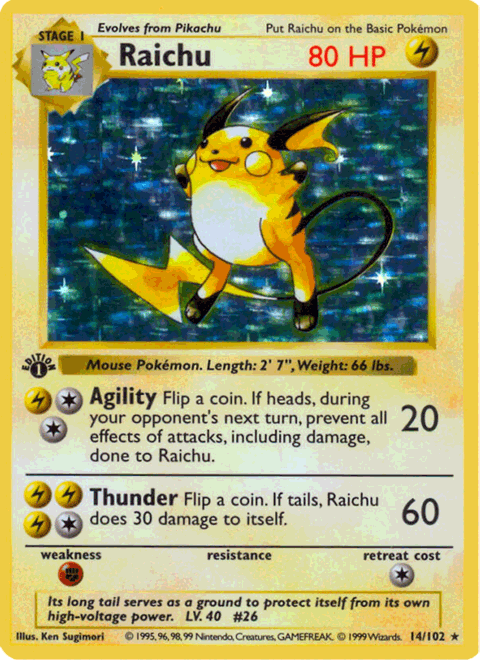 Evolves from Pikachu
Put Raichu on the Basic Pokémon
STAGE 1
Raichu
80 HP
EDITION
1
Mouse Pokémon. Length: 2' 7", Weight: 66 lbs.
Agility Flip a coin. If heads, during
your opponent's next turn, prevent all
effects of attacks, including damage,
done to Raichu.
20
Thunder Flip a coin. If tails, Raichu
does 30 damage to itself.
60
weakness
resistance
retreat cost
Its long tail serves as a ground to protect itself from its own
high-voltage power. LV. 40 #26
Illus. Ken Sugimori
© 1995, 96, 98, 99 Nintendo, Creatures, GAMEFREAK. © 1999 Wizards.
14/102 ★